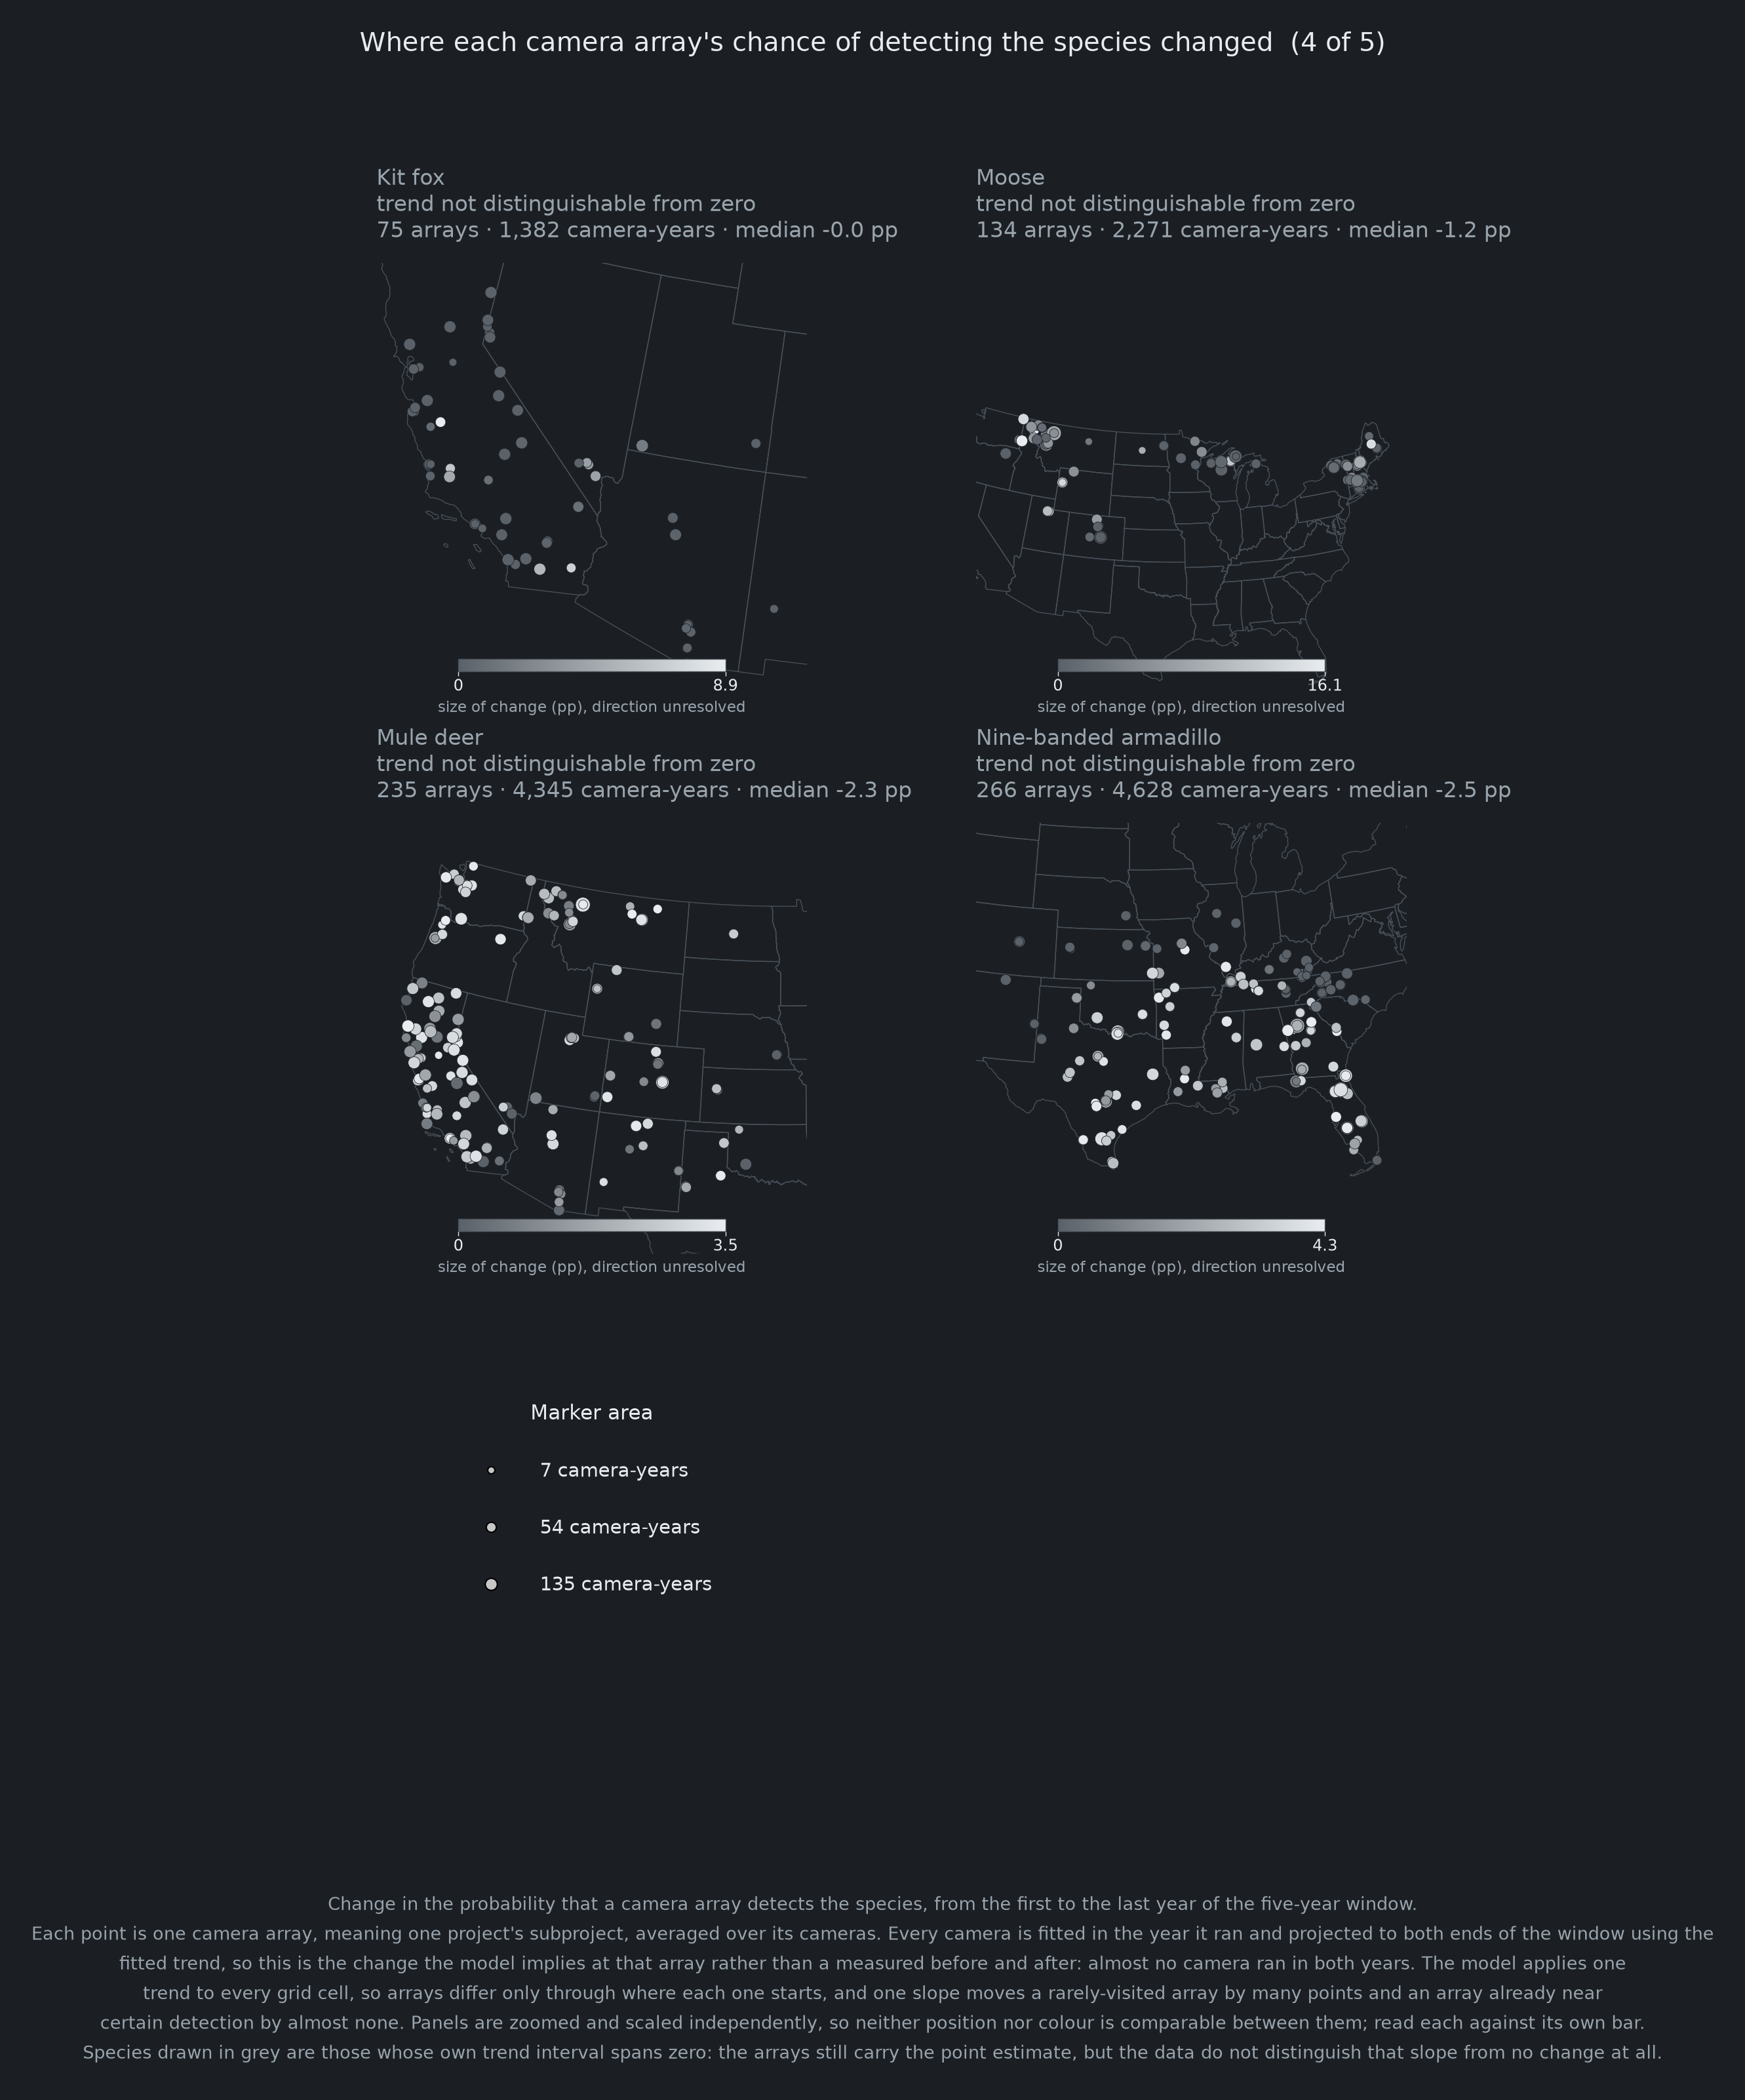 Where each camera array's chance of detecting the species changed  (4 of 5)
Kit fox
trend not distinguishable from zero
75 arrays · 1,382 camera-years · median -0.0 pp
Moose
trend not distinguishable from zero
134 arrays · 2,271 camera-years · median -1.2 pp
0
8.9
size of change (pp), direction unresolved
0
16.1
size of change (pp), direction unresolved
Mule deer
trend not distinguishable from zero
235 arrays · 4,345 camera-years · median -2.3 pp
Nine-banded armadillo
trend not distinguishable from zero
266 arrays · 4,628 camera-years · median -2.5 pp
0
3.5
size of change (pp), direction unresolved
0
4.3
size of change (pp), direction unresolved
Marker area
7 camera-years
54 camera-years
135 camera-years
Change in the probability that a camera array detects the species, from the first to the last year of the five-year window.
Each point is one camera array, meaning one project's subproject, averaged over its cameras. Every camera is fitted in the year it ran and projected to both ends of the window using the
fitted trend, so this is the change the model implies at that array rather than a measured before and after: almost no camera ran in both years. The model applies one
trend to every grid cell, so arrays differ only through where each one starts, and one slope moves a rarely-visited array by many points and an array already near
certain detection by almost none. Panels are zoomed and scaled independently, so neither position nor colour is comparable between them; read each against its own bar.
Species drawn in grey are those whose own trend interval spans zero: the arrays still carry the point estimate, but the data do not distinguish that slope from no change at all.